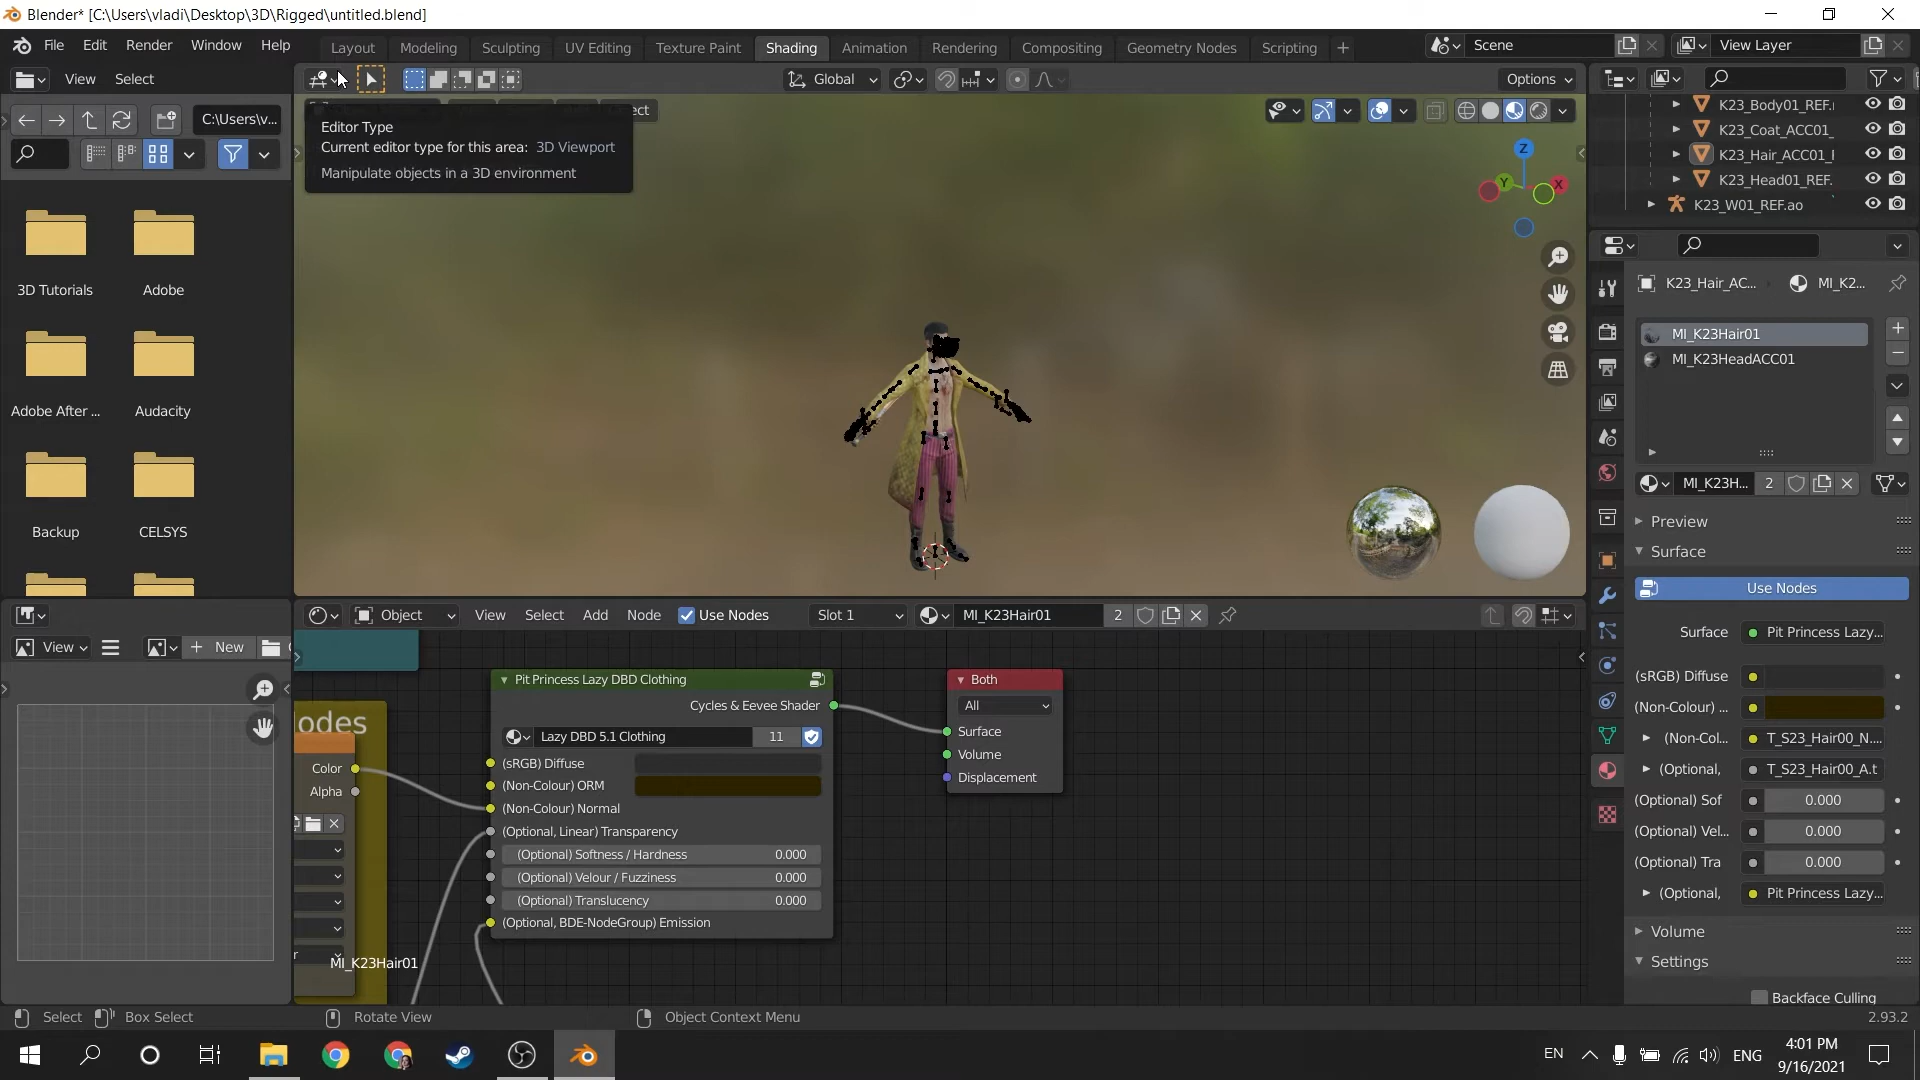 Blender* [C:\Users\vladi\Desktop\3D\Rigged\untitled.blend]
File Edit Render Window Help
Layout Modeling Sculpting UV Editing Texture Paint Shading Animation Rendering Compositing Geometry Nodes Scripting
Scene
View Layer
View Select
Global
Options
C:\Users\v...
Editor Type
Current editor type for this area: 3D Viewport
Manipulate objects in a 3D environment
Z
Y
X
3D Tutorials
Adobe
Adobe After ...
Audacity
Backup
CELSYS
K23_Body01_REF.
K23_Coat_ACC01_
K23_Hair_ACC01_
K23_Head01_REF.
K23_W01_REF.ao
K23_Hair_AC...
MI_K2...
MI_K23Hair01
MI_K23HeadACC01
MI_K23H...
2
Preview
Surface
Use Nodes
Surface Pit Princess Lazy...
(sRGB) Diffuse
(Non-Colour) ...
(Non-Col... T_S23_Hair00_N....
(Optional, T_S23_Hair00_A.t
(Optional) Sof 0.000
(Optional) Vel... 0.000
(Optional) Tra 0.000
(Optional, Pit Princess Lazy...
Volume
Settings
Backface Culling
View
New
Object View Select Add Node Use Nodes Slot 1 MI_K23Hair01 2
odes
Color
Alpha
MI_K23Hair01
Pit Princess Lazy DBD Clothing
Cycles & Eevee Shader
Lazy DBD 5.1 Clothing 11
(sRGB) Diffuse
(Non-Colour) ORM
(Non-Colour) Normal
(Optional, Linear) Transparency
(Optional) Softness / Hardness 0.000
(Optional) Velour / Fuzziness 0.000
(Optional) Translucency 0.000
(Optional, BDE-NodeGroup) Emission
Both
All
Surface
Volume
Displacement
Select Box Select Rotate View Object Context Menu 2.93.2
EN ENG
4:01 PM
9/16/2021